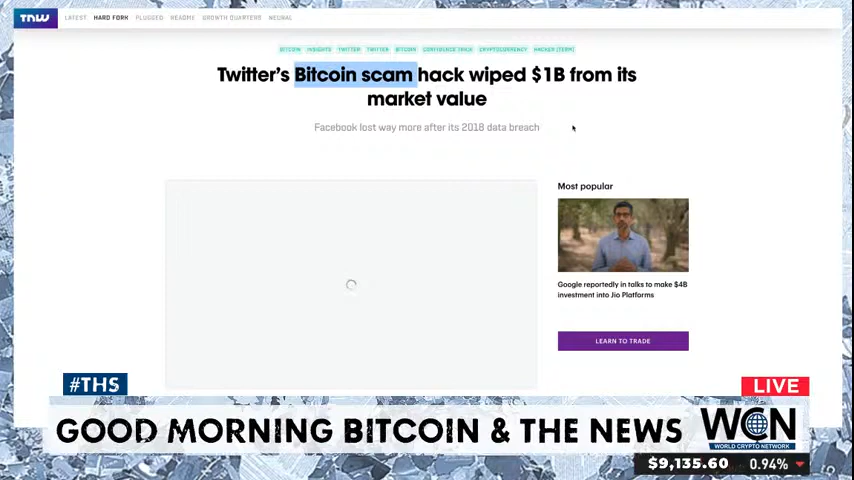 TNW LATEST HARD FORK PLUGGED README GROWTH QUARTERS NEURAL
BITCOIN INSIGHTS TWITTER TWITTER BITCOIN CONFIDENCE TRICK CRYPTOCURRENCY HACKER (TERM)
Twitter's Bitcoin scam hack wiped $1B from its
market value
Facebook lost way more after its 2018 data breach
Most popular
Google reportedly in talks to make $4B
investment into Jio Platforms
LEARN TO TRADE
#THS
LIVE
GOOD MORNING BITCOIN & THE NEWS
WCN
WORLD CRYPTO NETWORK
$9,135.60 0.94%